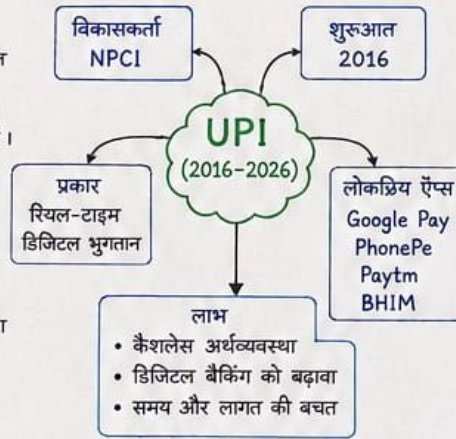 विकासकर्ता
NPCI
शुरूआत
2016
त
।
UPI
(2016-2026)
प्रकार
रियल-टाइम
डिजिटल भुगतान
लोकप्रिय ऐंप्स
Google Pay
PhonePe
Paytm
BHIM
ा
लाभ
• कैशलेस अर्थव्यवस्था
• डिजिटल बैकिंग को बढ़ावा
• समय और लागत की बचत